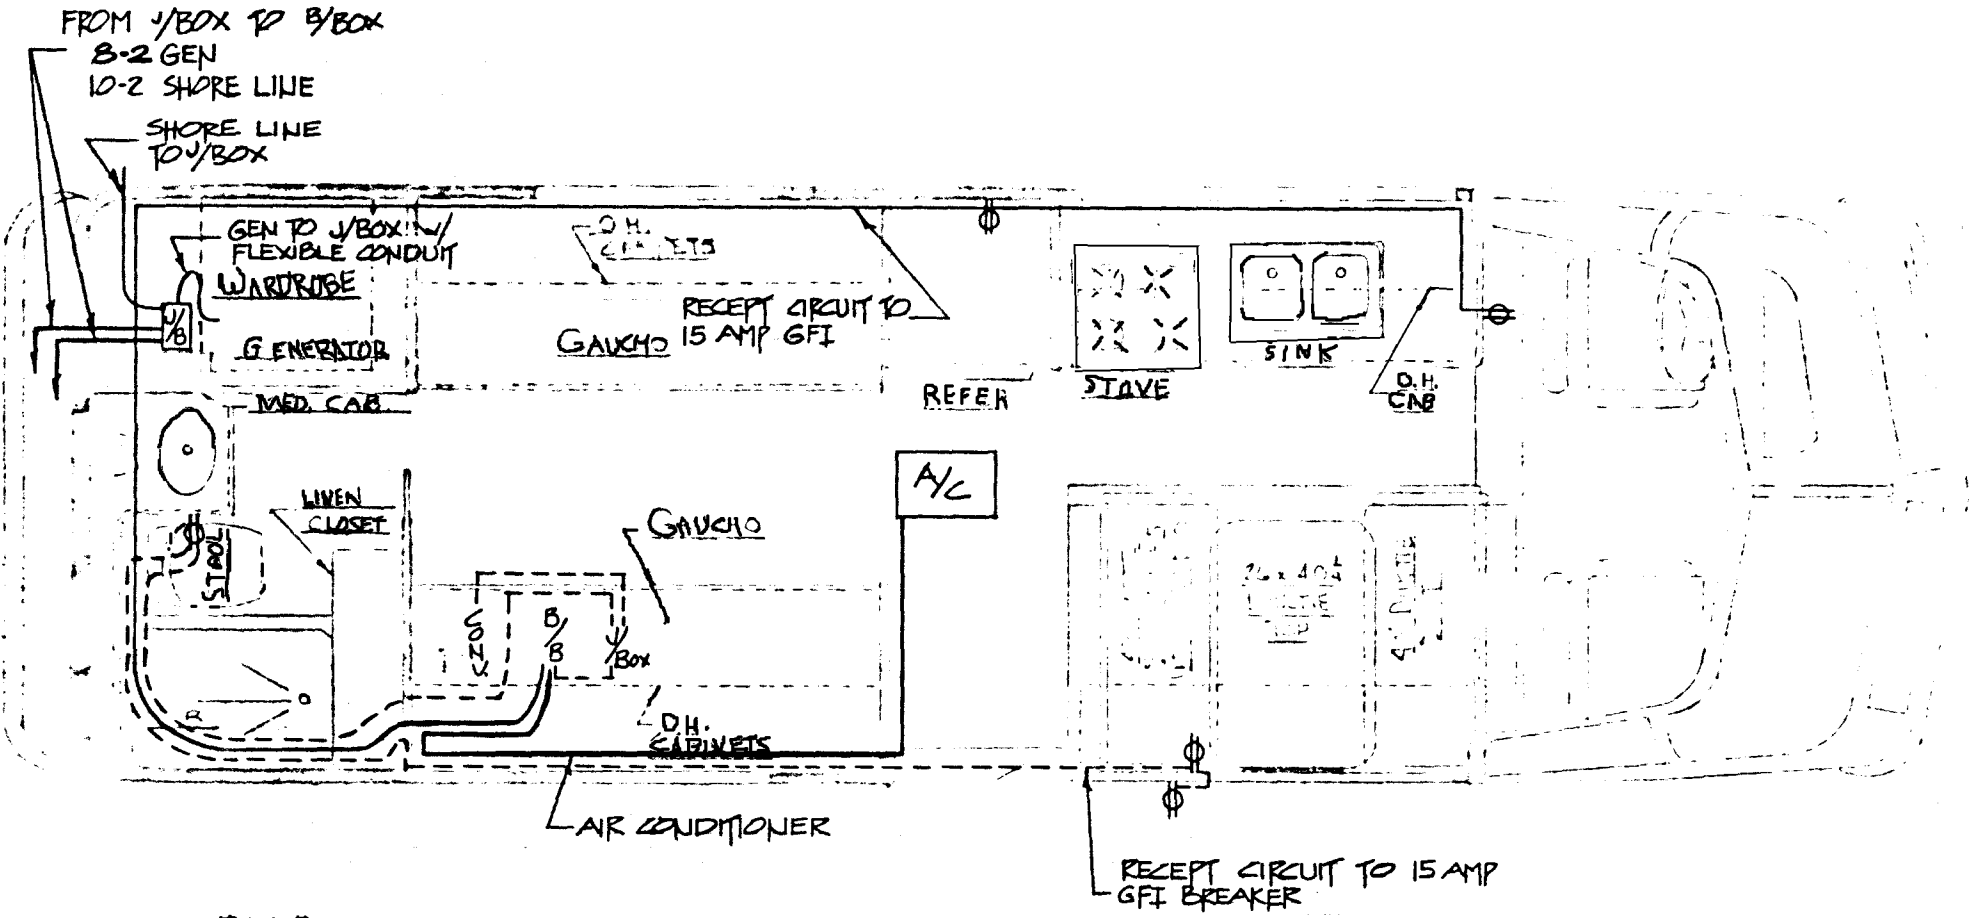 FROM J/BOX TO B/BOX
8-2 GEN
10-2 SHORE LINE
SHORE LINE
TO J/BOX
GEN TO J/BOX W/
FLEXIBLE CONDUIT
WARDROBE
J/B
GENERATOR
MED. CAB.
O.H.
GAUCHO
RECEPT CIRCUIT TO
15 AMP GFI
REFER
STOVE
SINK
O.H.
CAB
A/C
LINEN
CLOSET
STOOL
GAUCHO
CONV
B/B
J/BOX
O.H.
CABINETS
AIR CONDITIONER
RECEPT CIRCUIT TO 15 AMP
GFI BREAKER